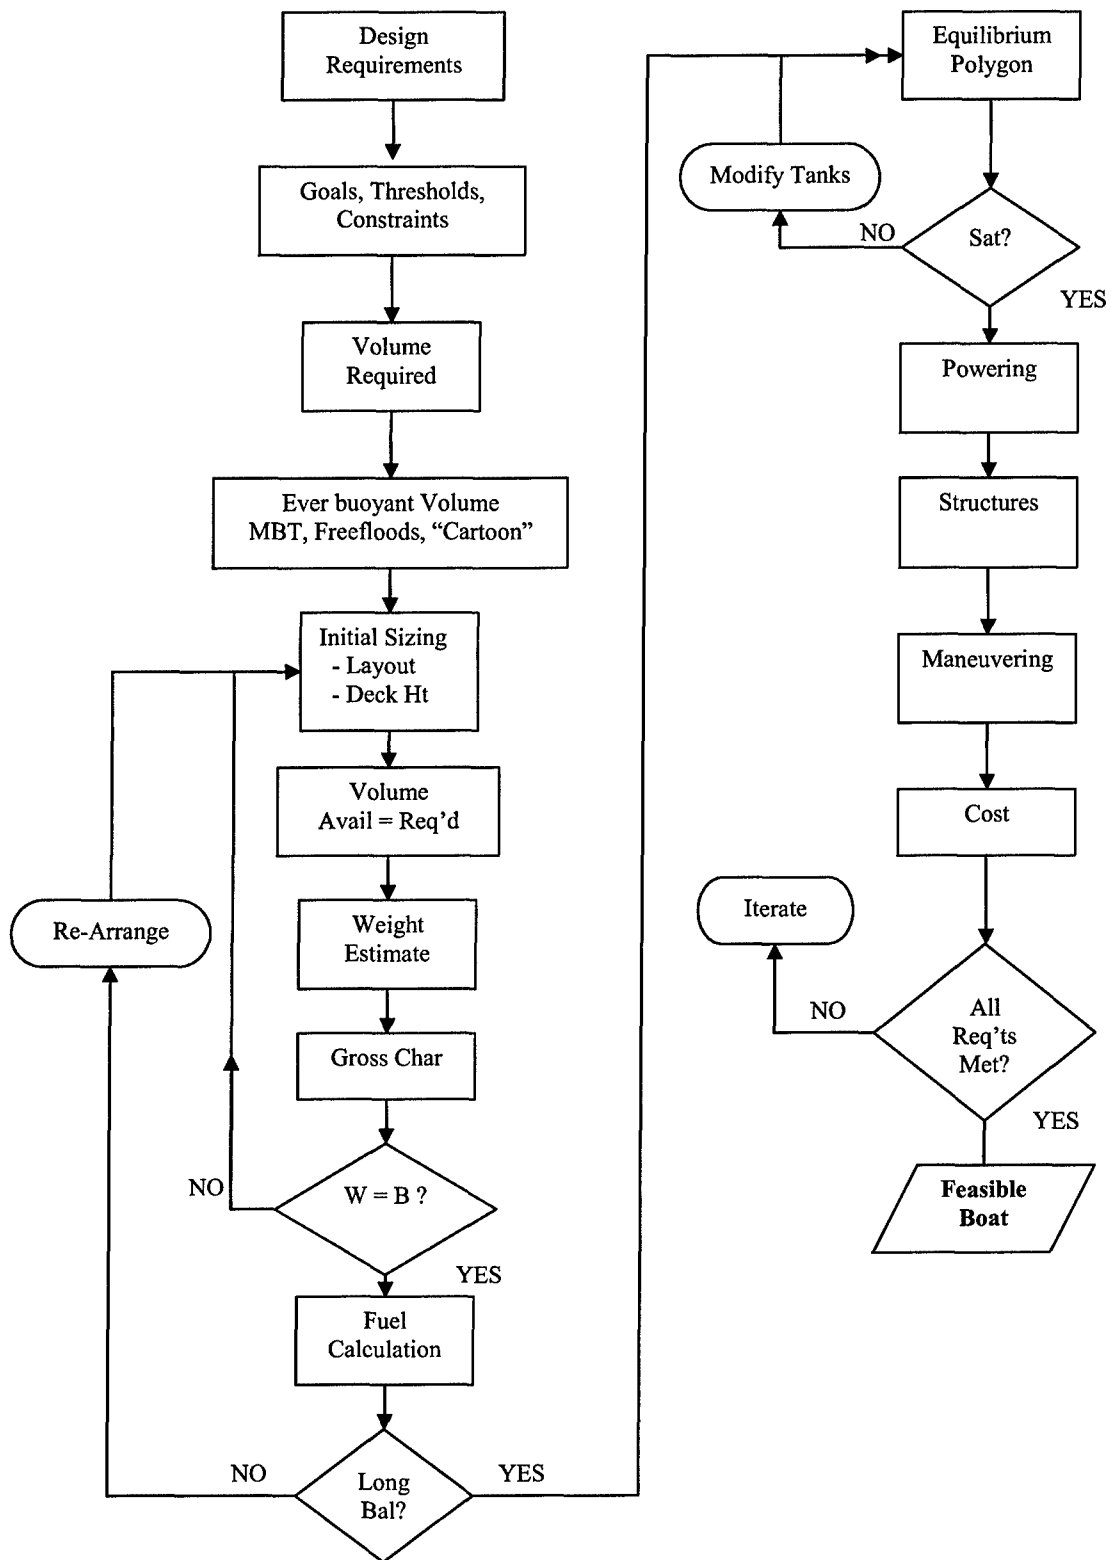 Design
Requirements
Goals, Thresholds,
Constraints
Volume
Required
Ever buoyant Volume
MBT, Freefloods, “Cartoon”
Initial Sizing
- Layout
- Deck Ht
Volume
Avail = Req’d
Re-Arrange
Weight
Estimate
Gross Char
W = B ?
NO
YES
Fuel
Calculation
Long
Bal?
NO
YES
Equilibrium
Polygon
Modify Tanks
Sat?
NO
YES
Powering
Structures
Maneuvering
Cost
Iterate
All
Req'ts
Met?
NO
YES
Feasible
Boat